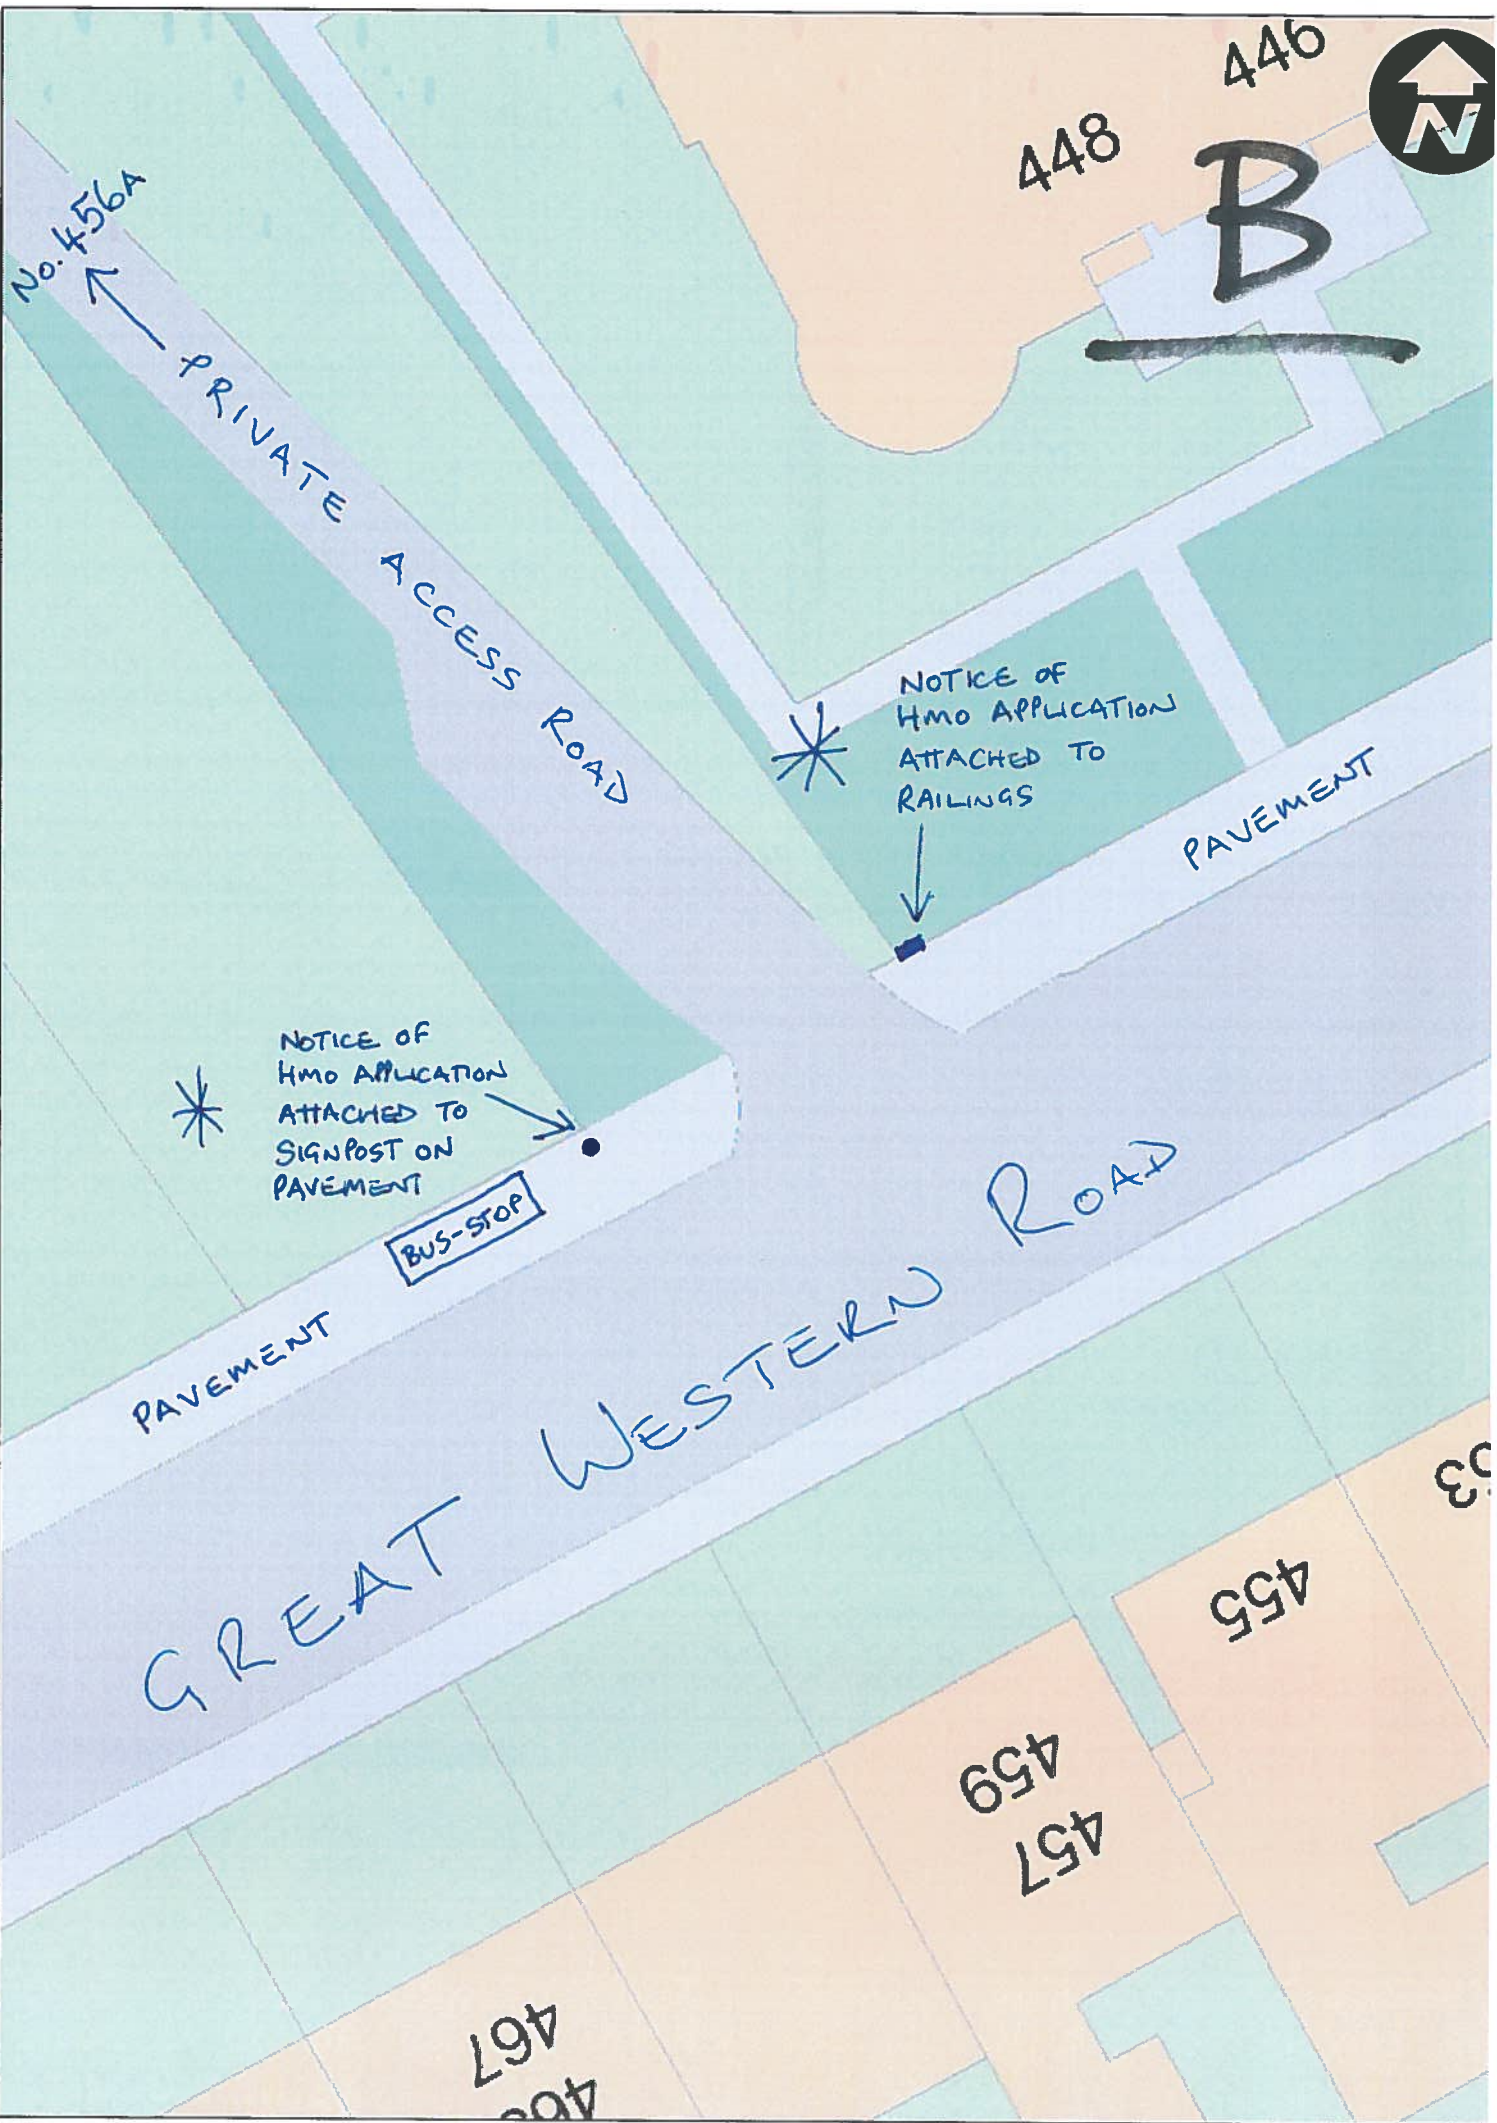 446
448
N
B
No. 456A
PRIVATE ACCESS ROAD
NOTICE OF
HMO APPLICATION
ATTACHED TO
RAILINGS
PAVEMENT
NOTICE OF
HMO APPLICATION
ATTACHED TO
SIGNPOST ON
PAVEMENT
BUS-STOP
PAVEMENT
GREAT WESTERN ROAD
455
459
457
467